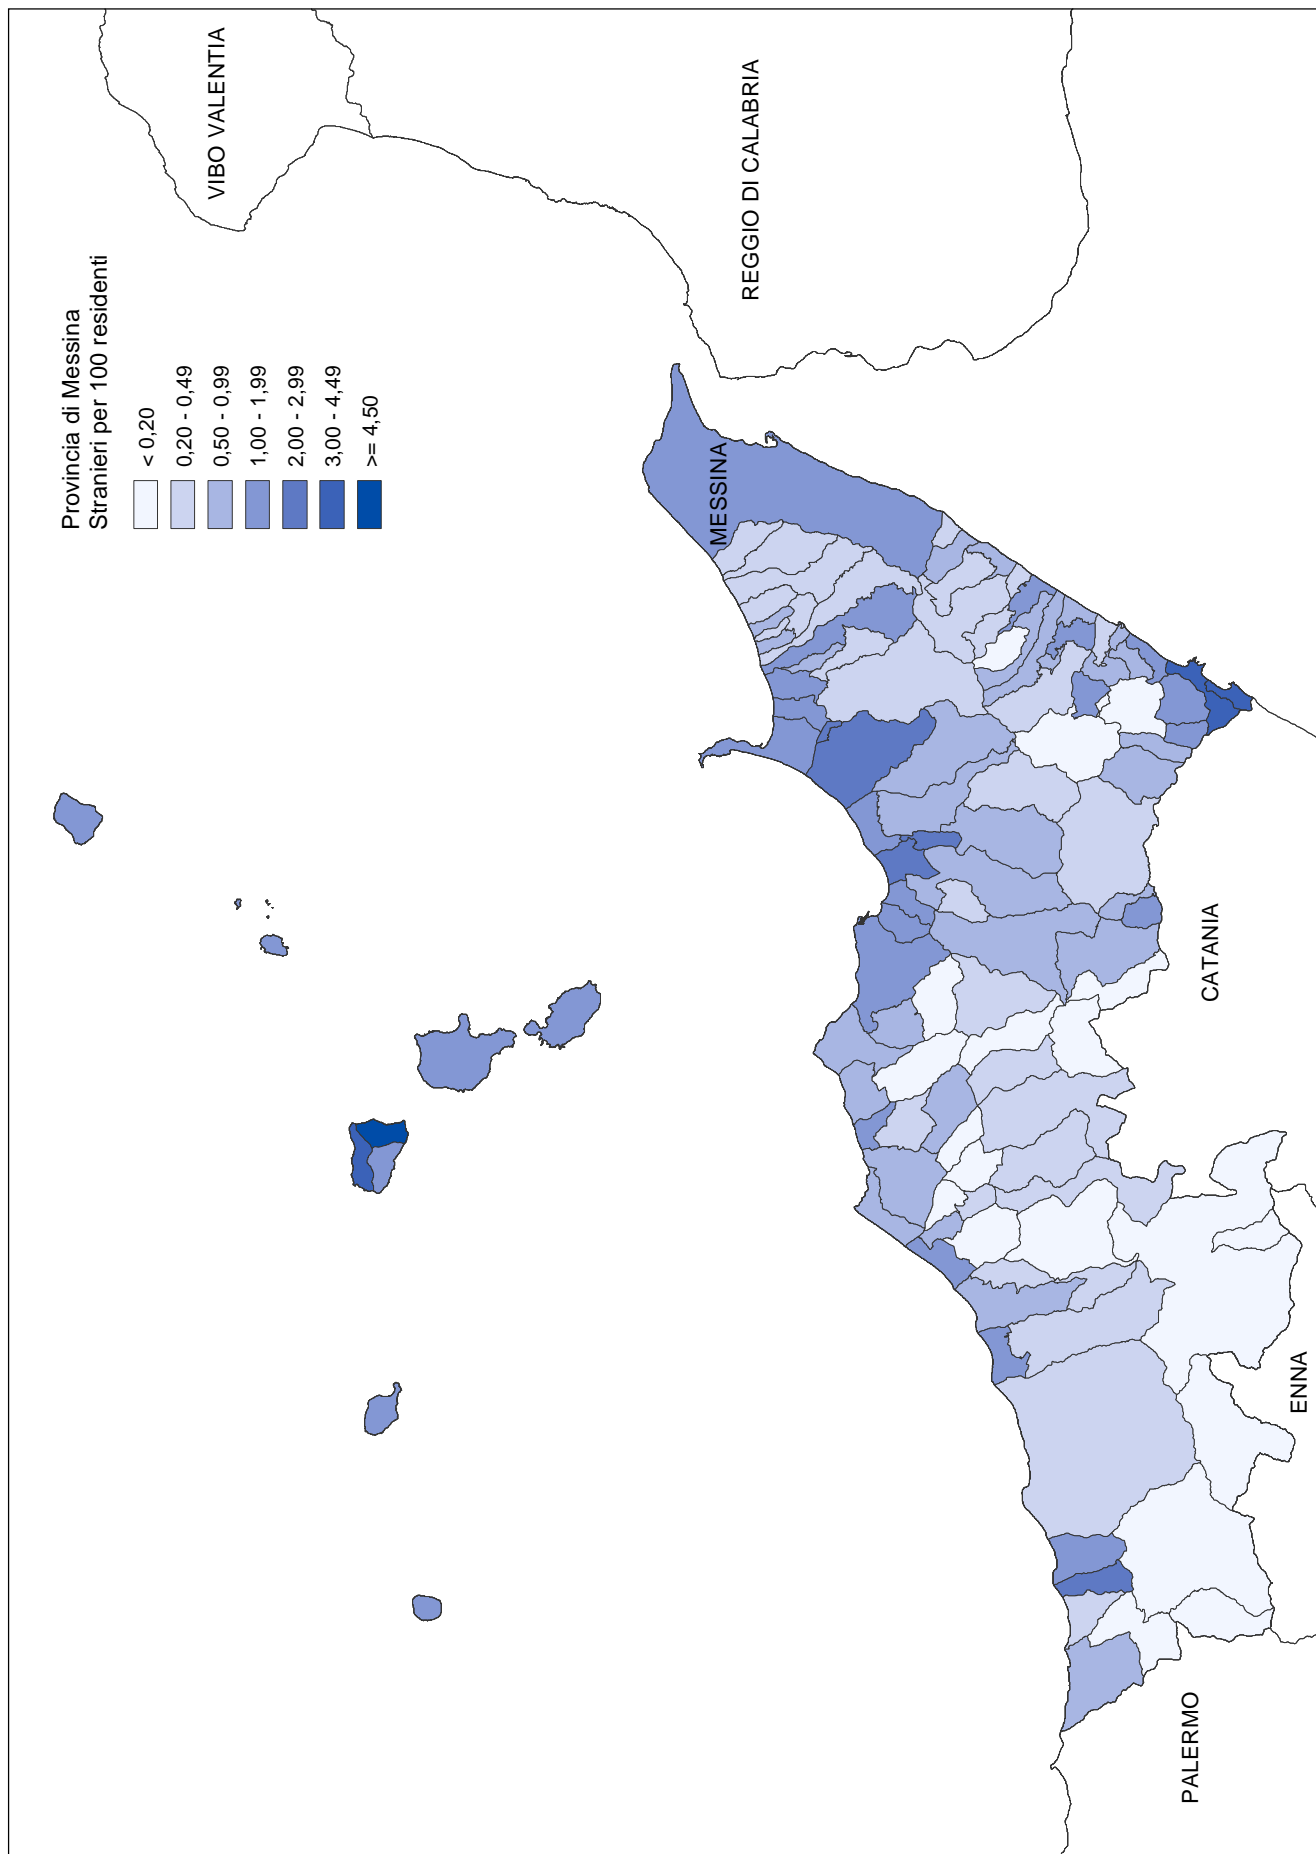 Provincia di Messina
Stranieri per 100 residenti
< 0,20
0,20 - 0,49
0,50 - 0,99
1,00 - 1,99
2,00 - 2,99
3,00 - 4,49
>= 4,50
VIBO VALENTIA
REGGIO DI CALABRIA
MESSINA
CATANIA
ENNA
PALERMO